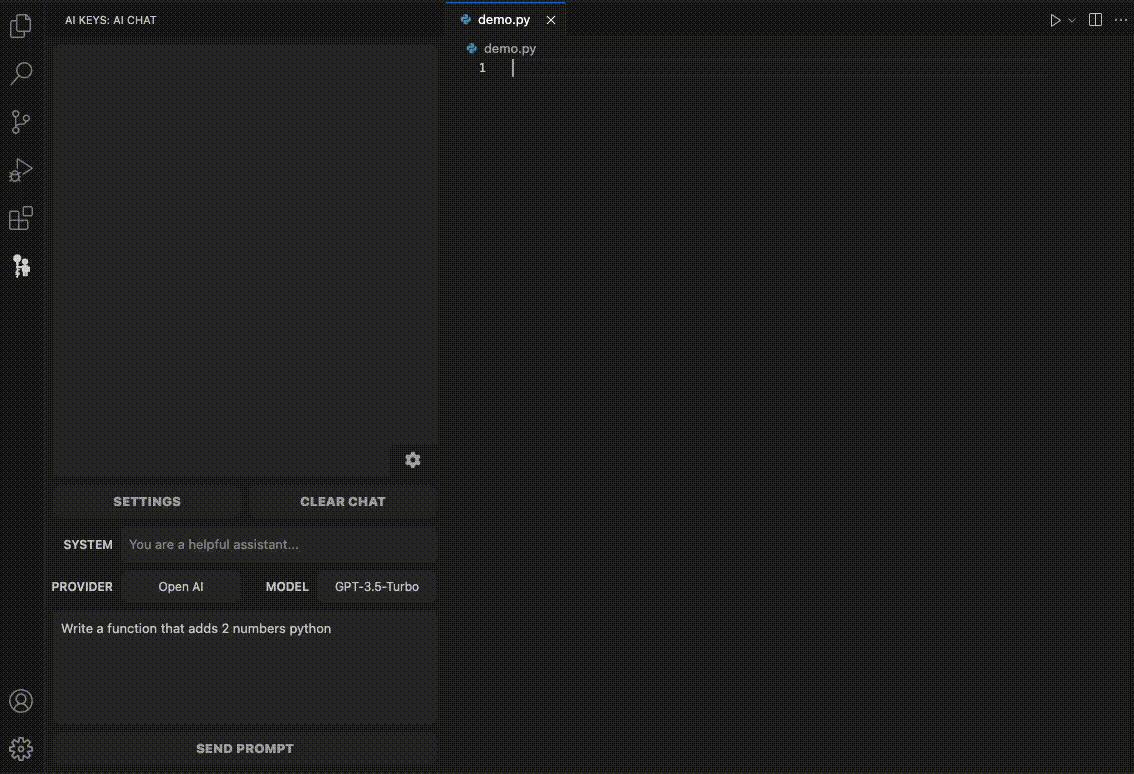 AI KEYS: AI CHAT
demo.py
demo.py
1
SETTINGS CLEAR CHAT
SYSTEM You are a helpful assistant...
PROVIDER Open AI MODEL GPT-3.5-Turbo
Write a function that adds 2 numbers python
SEND PROMPT